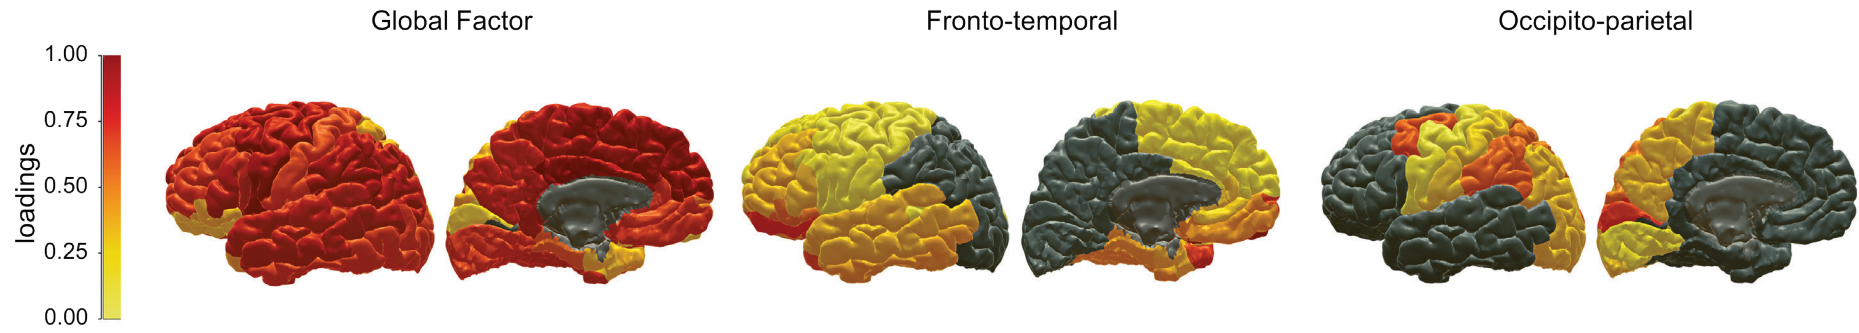 Global Factor
Fronto-temporal
Occipito-parietal
loadings
1.00
0.75
0.50
0.25
0.00